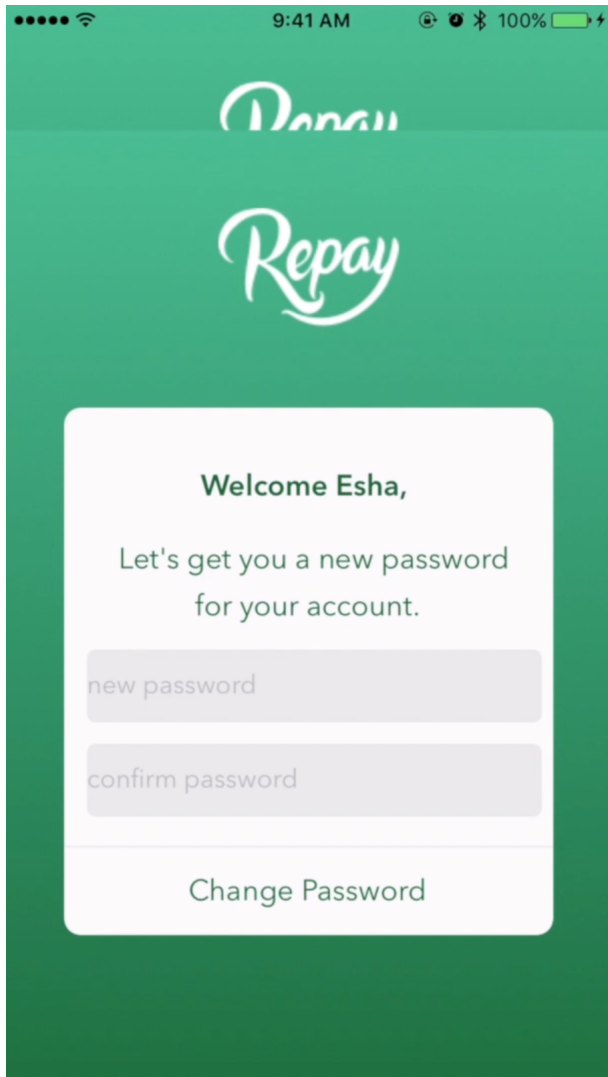 9:41 AM 100%
Repay
Repay
Welcome Esha,
Let's get you a new password
for your account.
new password
confirm password
Change Password